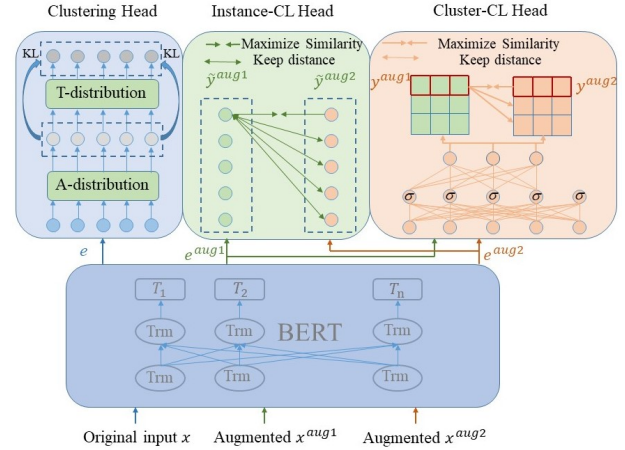 Clustering Head
Instance-CL Head
Cluster-CL Head
KL
KL
T-distribution
A-distribution
Maximize Similarity
Keep distance
ỹ^aug1
ỹ^aug2
Maximize Similarity
Keep distance
y^aug1
y^aug2
σ σ σ σ σ
e
e^aug1
e^aug2
T₁ T₂ Tₙ
Trm Trm Trm
BERT
Trm Trm Trm
Original input x
Augmented x^aug1
Augmented x^aug2